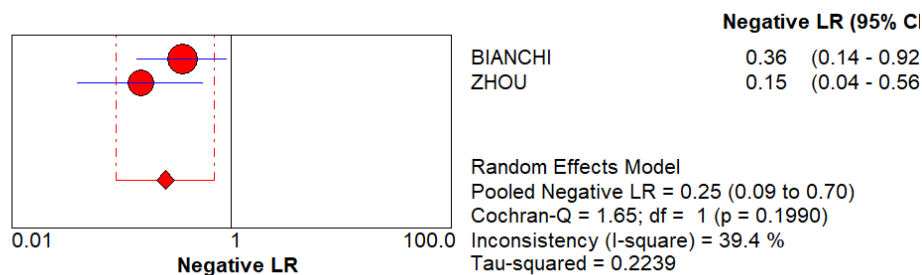 Negative LR (95% CI
BIANCHI 0.36 (0.14 - 0.92
ZHOU 0.15 (0.04 - 0.56
Random Effects Model
Pooled Negative LR = 0.25 (0.09 to 0.70)
Cochran-Q = 1.65; df = 1 (p = 0.1990)
Inconsistency (I-square) = 39.4 %
Tau-squared = 0.2239
0.01 1 100.0
Negative LR